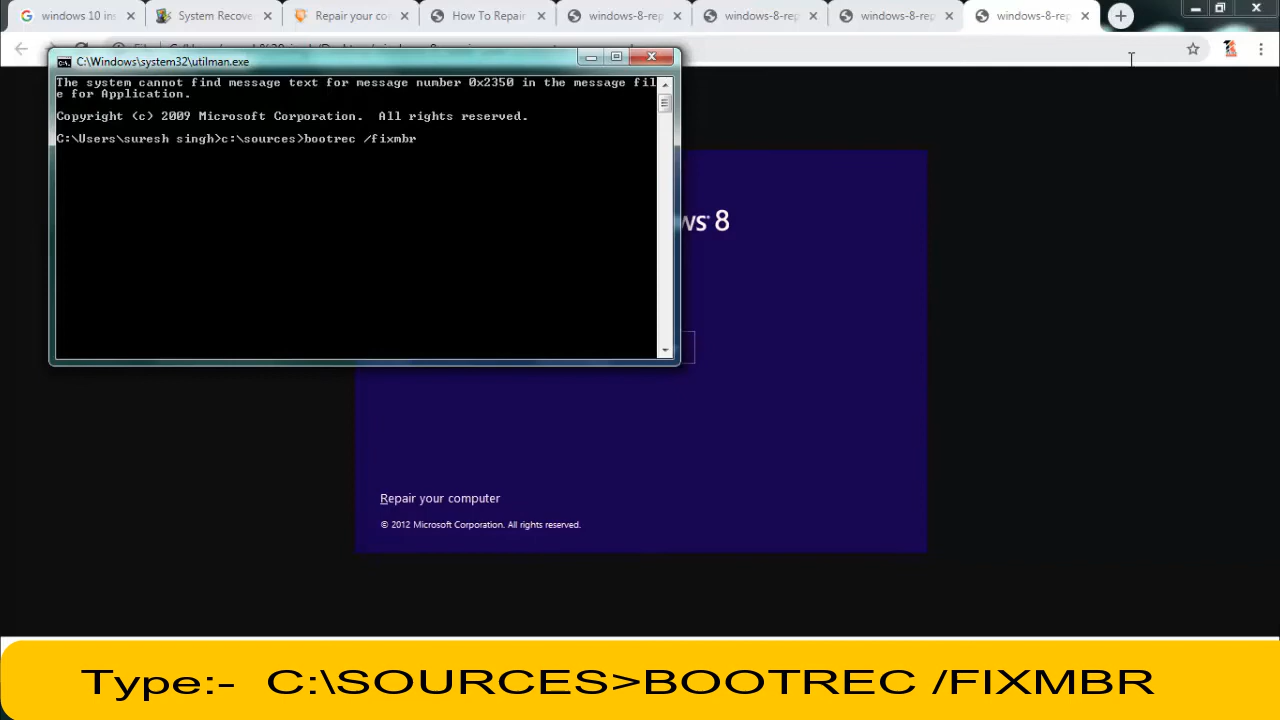 windows 10 ins
System Recove
Repair your co
How To Repair
windows-8-rep
windows-8-rep
windows-8-rep
windows-8-rep
C:\Windows\system32\utilman.exe
The system cannot find message text for message number 0x2350 in the message fil
e for Application.
Copyright (c) 2009 Microsoft Corporation.  All rights reserved.
C:\Users\suresh singh>c:\sources>bootrec /fixmbr
ws 8
Repair your computer
© 2012 Microsoft Corporation. All rights reserved.
Type:-  C:\SOURCES>BOOTREC /FIXMBR